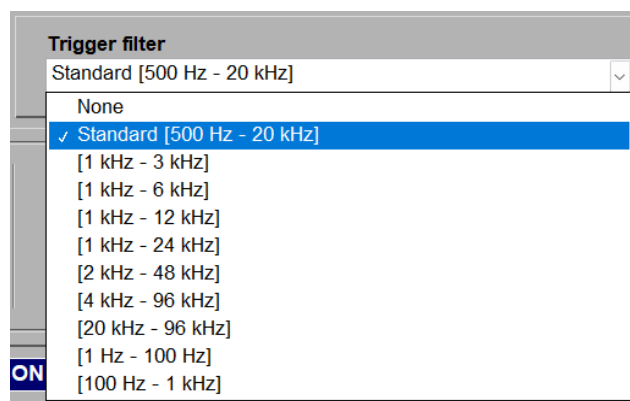 Trigger filter
Standard [500 Hz - 20 kHz]
None
✓ Standard [500 Hz - 20 kHz]
[1 kHz - 3 kHz]
[1 kHz - 6 kHz]
[1 kHz - 12 kHz]
[1 kHz - 24 kHz]
[2 kHz - 48 kHz]
[4 kHz - 96 kHz]
[20 kHz - 96 kHz]
[1 Hz - 100 Hz]
ON
[100 Hz - 1 kHz]